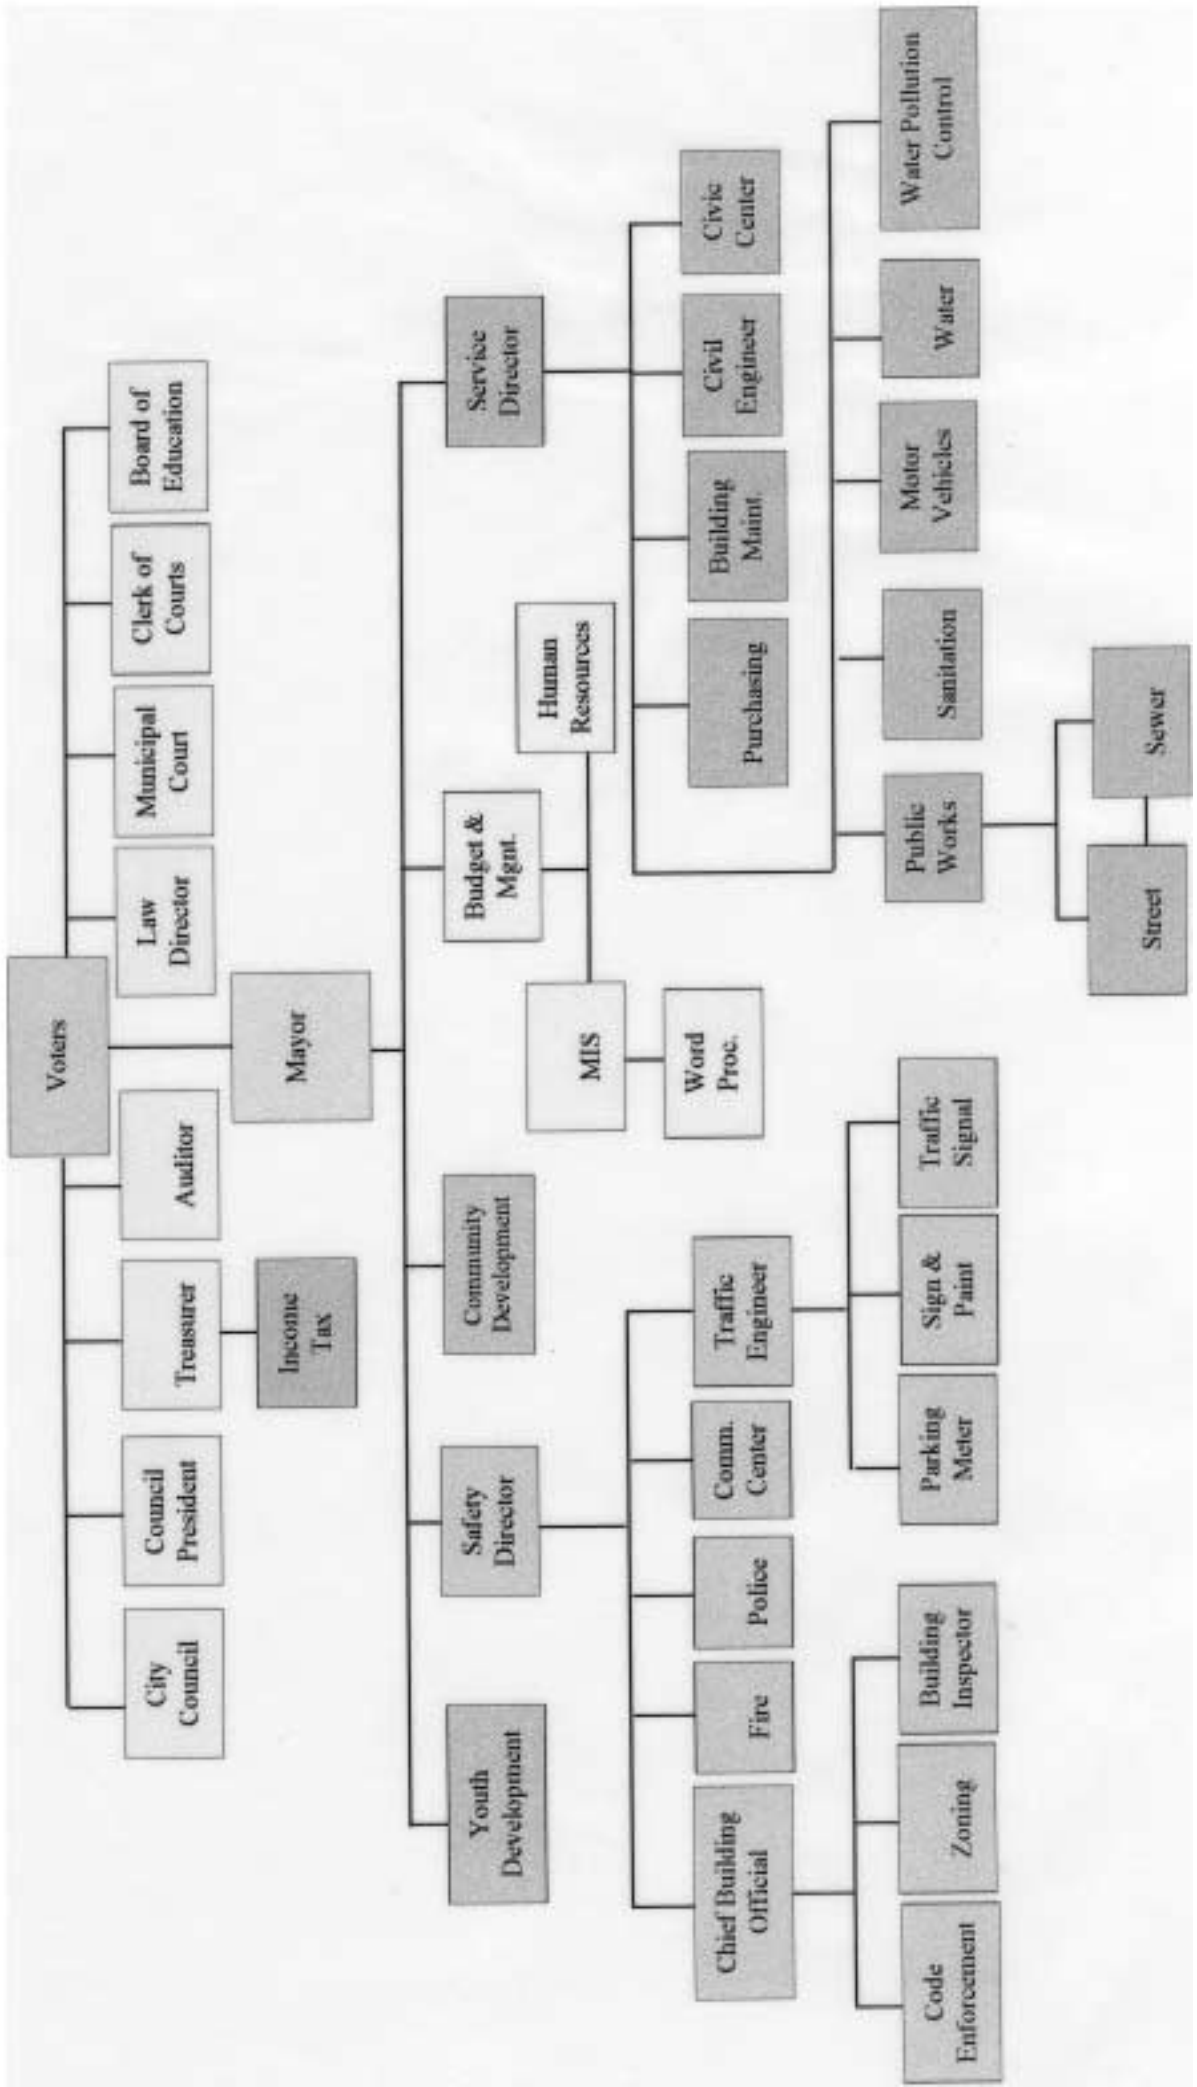 Voters
City
Council
Council
President
Treasurer
Auditor
Law
Director
Municipal
Court
Clerk of
Courts
Board of
Education
Income
Tax
Mayor
Youth
Development
Safety
Director
Community
Development
Budget &
Mgnt.
Service
Director
MIS
Human
Resources
Word
Proc.
Chief Building
Official
Fire
Police
Comm.
Center
Traffic
Engineer
Purchasing
Building
Maint.
Civil
Engineer
Civic
Center
Code
Enforcement
Zoning
Building
Inspector
Parking
Meter
Sign &
Paint
Traffic
Signal
Public
Works
Sanitation
Motor
Vehicles
Water
Water Pollution
Control
Street
Sewer